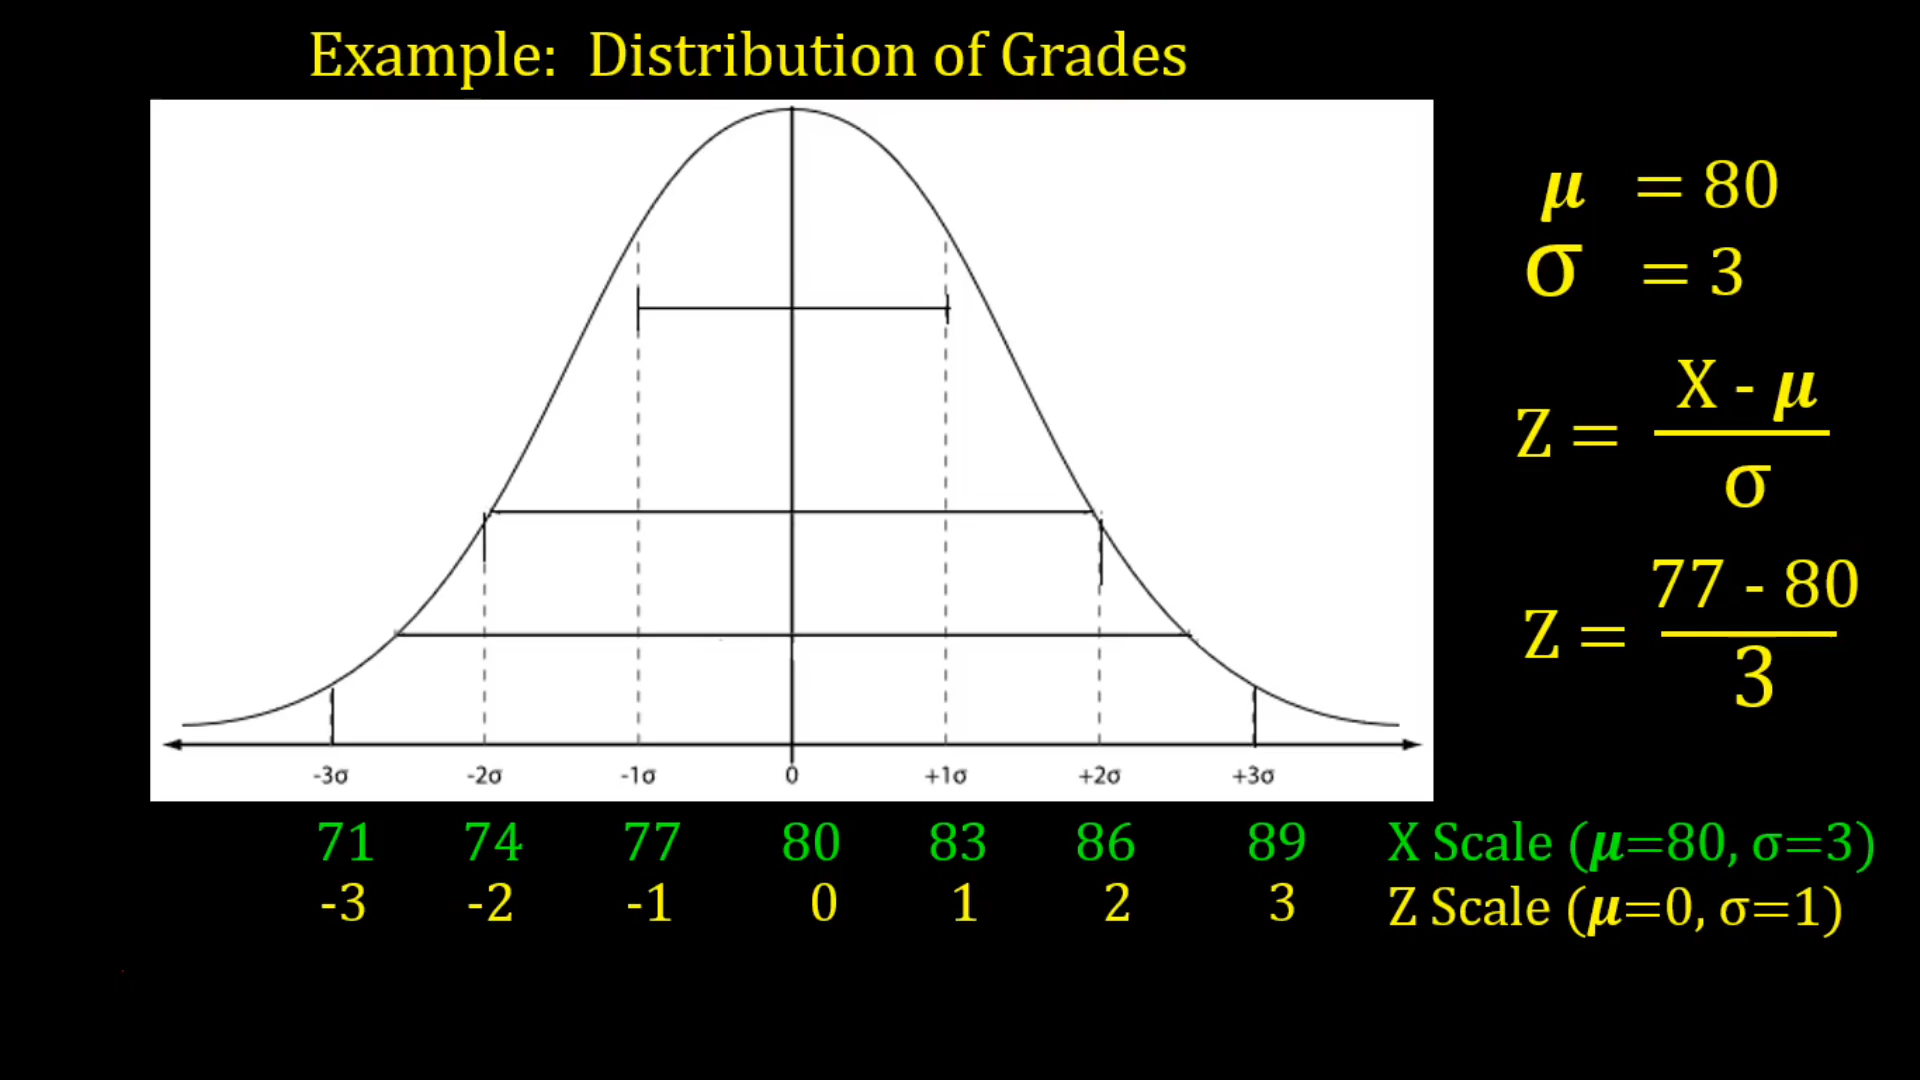 Example: Distribution of Grades
μ = 80
σ = 3
Z = X - μ
σ
Z = 77 - 80
3
-3σ -2σ -1σ 0 +1σ +2σ +3σ
71 74 77 80 83 86 89 X Scale (μ=80, σ=3)
-3 -2 -1 0 1 2 3 Z Scale (μ=0, σ=1)